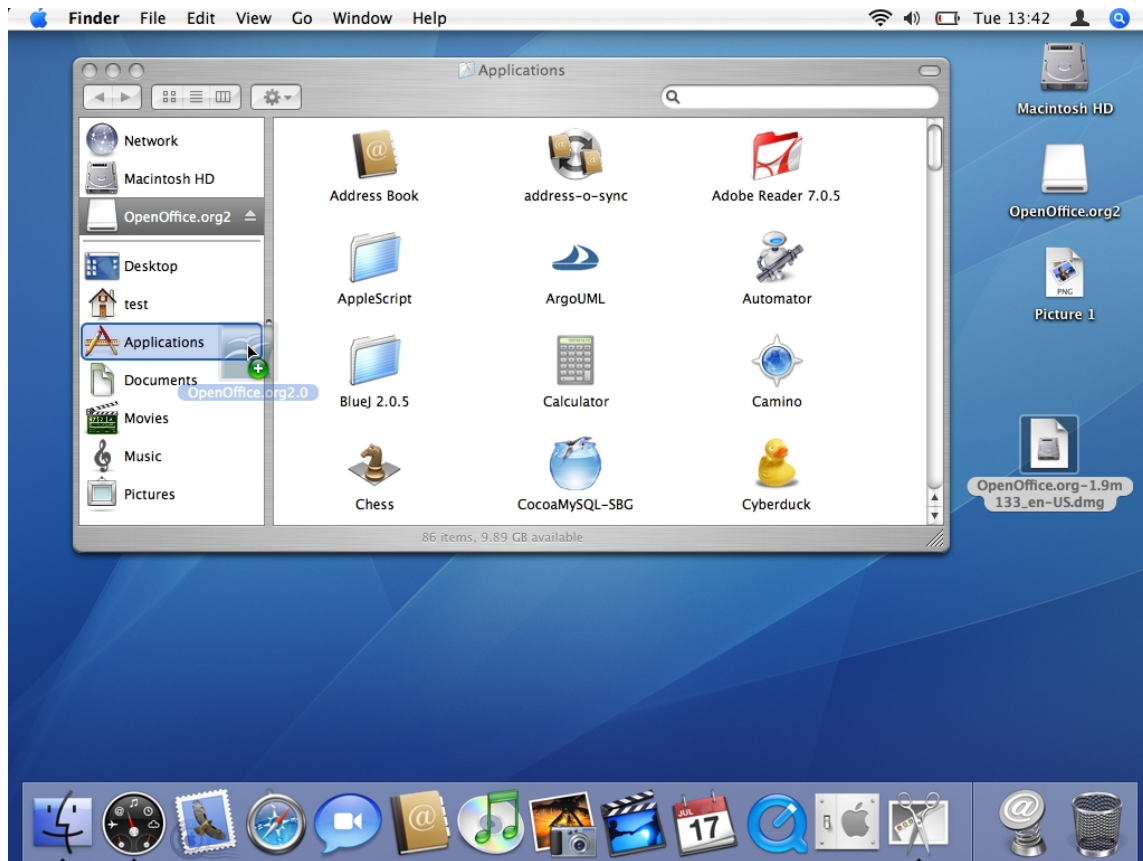 Finder File Edit View Go Window Help Tue 13:42
Applications
Network
Macintosh HD
OpenOffice.org2
Desktop
test
Applications
Documents
Movies
Music
Pictures
OpenOffice.org2.0
Address Book address-o-sync Adobe Reader 7.0.5
AppleScript ArgoUML Automator
BlueJ 2.0.5 Calculator Camino
Chess CocoaMySQL-SBG Cyberduck
86 items, 9.89 GB available
Macintosh HD
OpenOffice.org2
PNG
Picture 1
OpenOffice.org-1.9m
133_en-US.dmg
JUL
17